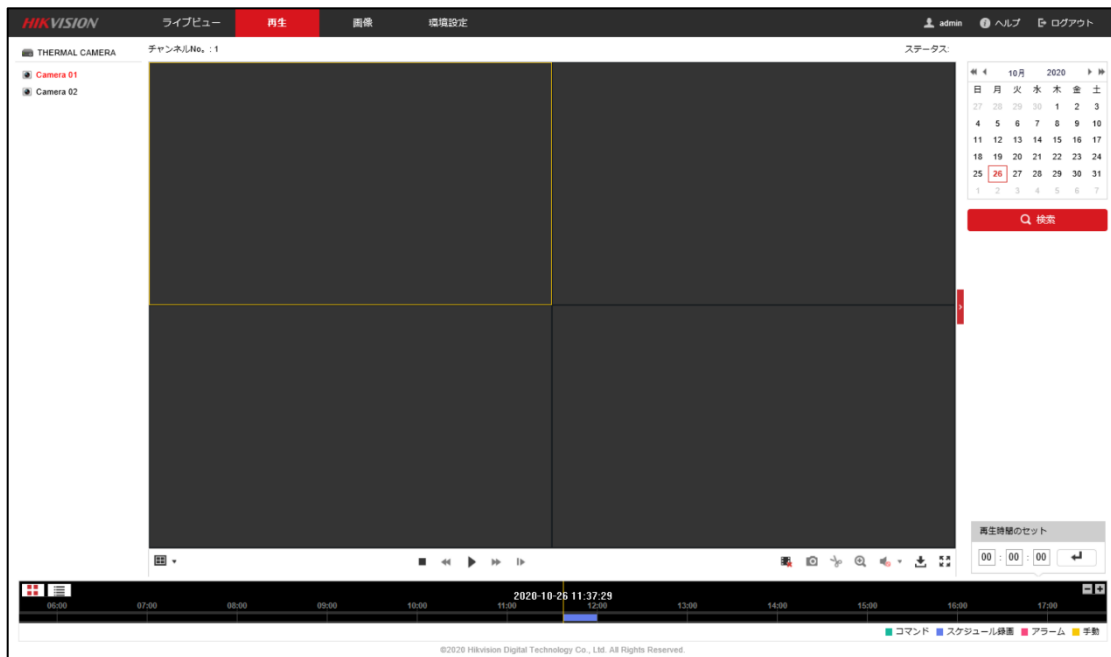 HIKVISION ライブビュー 再生 画像 環境設定 admin ヘルプ ログアウト
THERMAL CAMERA
チャンネルNo。: 1 ステータス:
Camera 01
Camera 02
10月 2020
日 月 火 水 木 金 土
27 28 29 30 1 2 3
4 5 6 7 8 9 10
11 12 13 14 15 16 17
18 19 20 21 22 23 24
25 26 27 28 29 30 31
1 2 3 4 5 6 7
検索
再生時間のセット
00 : 00 : 00
2020-10-26 11:37:29
06:00 07:00 08:00 09:00 10:00 11:00 12:00 13:00 14:00 15:00 16:00 17:00
コマンド スケジュール録画 アラーム 手動
©2020 Hikvision Digital Technology Co., Ltd. All Rights Reserved.